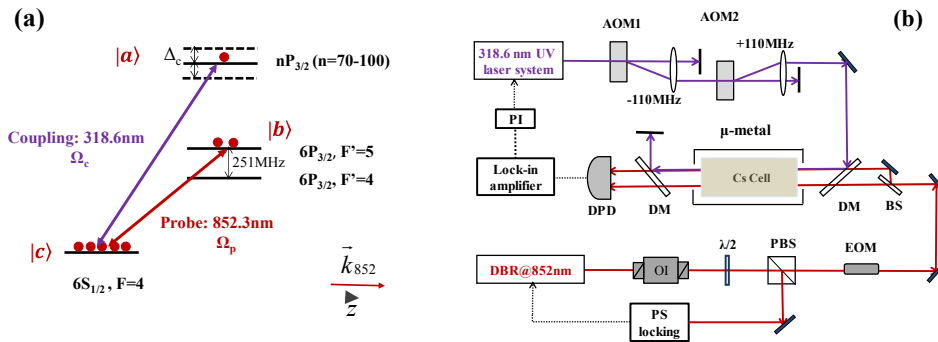 (a)
|a⟩
Δc
nP3/2 (n=70-100)
Coupling: 318.6nm
Ωc
|b⟩
251MHz
6P3/2, F'=5
6P3/2, F'=4
Probe: 852.3nm
Ωp
|c⟩
6S1/2 , F=4
k852
z
(b)
AOM1
AOM2
318.6 nm UV
laser system
+110MHz
-110MHz
PI
μ-metal
Lock-in
amplifier
Cs Cell
DPD
DM
DM
BS
DBR@852nm
OI
λ/2
PBS
EOM
PS
locking